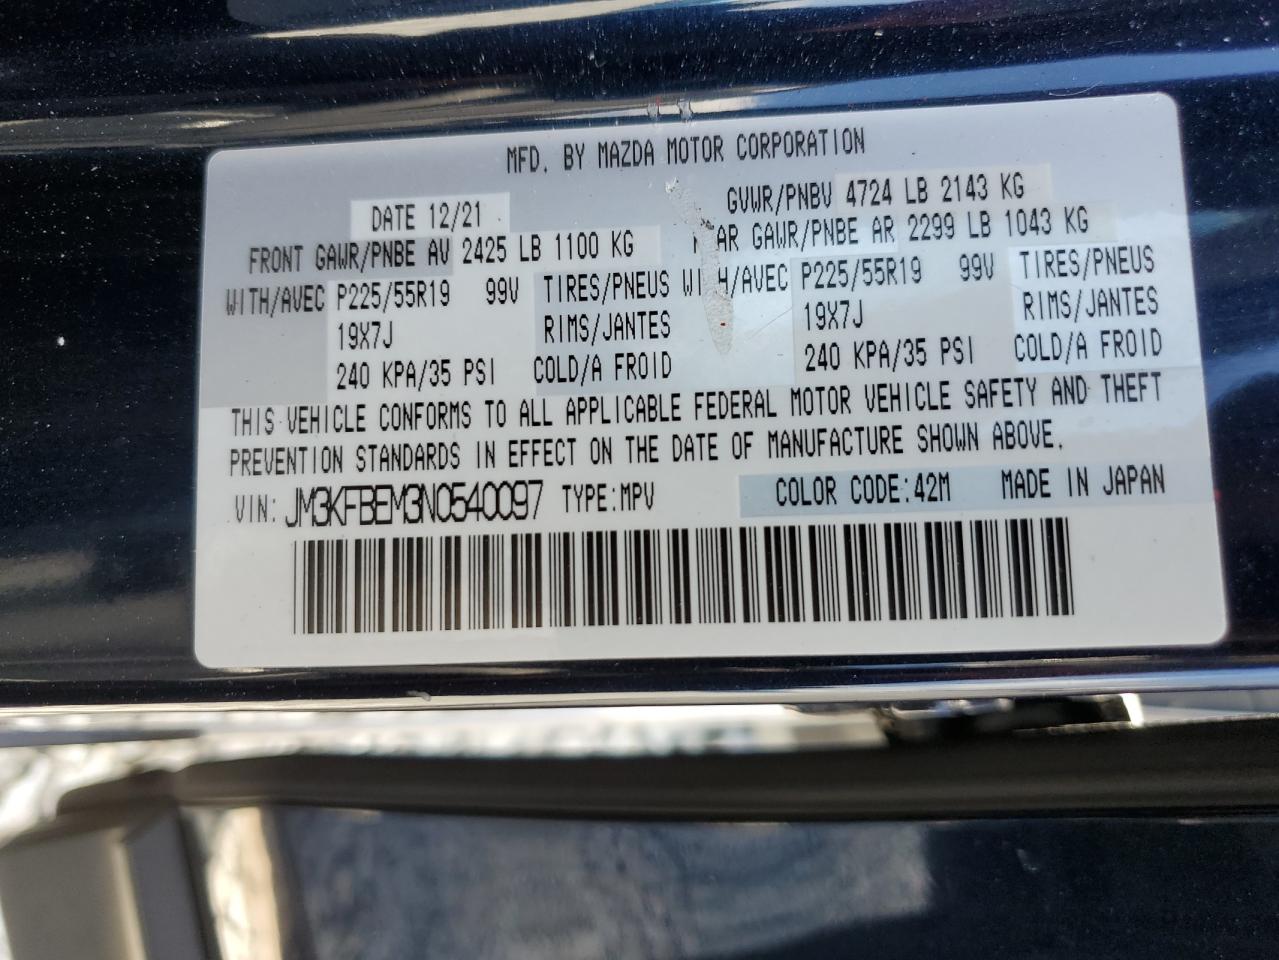 MFD. BY MAZDA MOTOR CORPORATION
DATE 12/21 GVWR/PNBV 4724 LB 2143 KG
FRONT GAWR/PNBE AV 2425 LB 1100 KG GAWR/PNBE AR 2299 LB 1043 KG
WITH/AVEC P225/55R19 99V TIRES/PNEUS WITH/AVEC P225/55R19 99V TIRES/PNEUS
19X7J RIMS/JANTES 19X7J RIMS/JANTES
240 KPA/35 PSI COLD/A FROID 240 KPA/35 PSI COLD/A FROID
THIS VEHICLE CONFORMS TO ALL APPLICABLE FEDERAL MOTOR VEHICLE SAFETY AND THEFT
PREVENTION STANDARDS IN EFFECT ON THE DATE OF MANUFACTURE SHOWN ABOVE.
VIN: JM3KFBEM3N0540097 TYPE:MPV COLOR CODE:42M MADE IN JAPAN